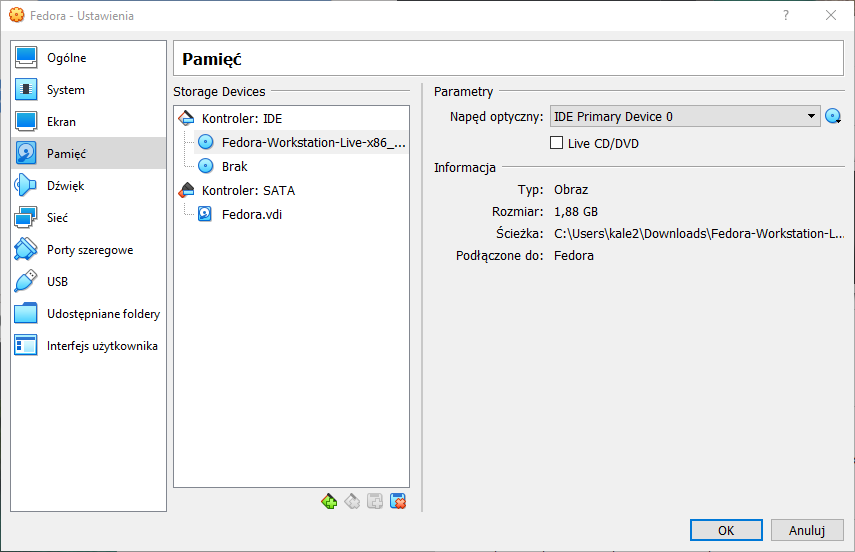 Fedora - Ustawienia
Ogólne
System
Ekran
Pamięć
Dźwięk
Sieć
Porty szeregowe
USB
Udostępniane foldery
Interfejs użytkownika
Pamięć
Storage Devices
Kontroler: IDE
Fedora-Workstation-Live-x86_...
Brak
Kontroler: SATA
Fedora.vdi
Parametry
Napęd optyczny: IDE Primary Device 0
Live CD/DVD
Informacja
Typ: Obraz
Rozmiar: 1,88 GB
Ścieżka: C:\Users\kale2\Downloads\Fedora-Workstation-L...
Podłączone do: Fedora
OK Anuluj